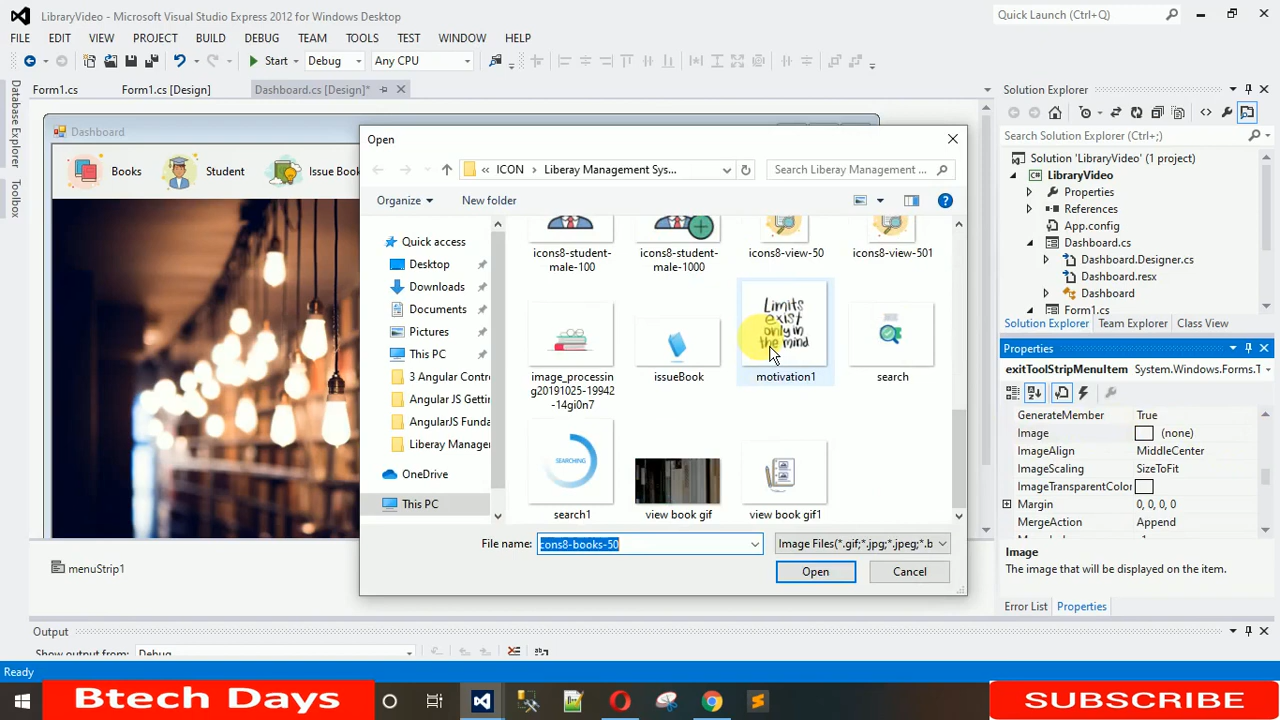 LibraryVideo - Microsoft Visual Studio Express 2012 for Windows Desktop
Quick Launch (Ctrl+Q)
FILE EDIT VIEW PROJECT BUILD DEBUG TEAM TOOLS TEST WINDOW HELP
Start Debug Any CPU
Database Explorer
Toolbox
Form1.cs Form1.cs [Design] Dashboard.cs [Design]*
Dashboard
Books Student Issue Book
Open
« ICON Liberay Management Sys...
Search Liberay Management ...
Organize New folder
Quick access
Desktop
Downloads
Documents
Pictures
This PC
3 Angular Contr
Angular JS Getti
AngularJS Funda
Liberay Manager
OneDrive
This PC
icons8-student-
male-100
icons8-student-
male-1000
icons8-view-50
icons8-view-501
Limits
exist
only in
the mind
image_processin
g20191025-19942
-14gi0n7
issueBook
motivation1
search
SEARCHING
search1
view book gif
view book gif1
File name: cons8-books-50
Image Files(*.gif;*.jpg;*.jpeg;*.b
Open Cancel
menuStrip1
Output
Show output from: Debug
Ready
Solution Explorer
Search Solution Explorer (Ctrl+;)
Solution 'LibraryVideo' (1 project)
LibraryVideo
Properties
References
App.config
Dashboard.cs
Dashboard.Designer.cs
Dashboard.resx
Dashboard
Form1.cs
Solution Explorer Team Explorer Class View
Properties
exitToolStripMenuItem System.Windows.Forms.T
GenerateMember True
Image (none)
ImageAlign MiddleCenter
ImageScaling SizeToFit
ImageTransparentColor
Margin 0, 0, 0, 0
MergeAction Append
Image
The image that will be displayed on the item.
Error List Properties
Btech Days
SUBSCRIBE